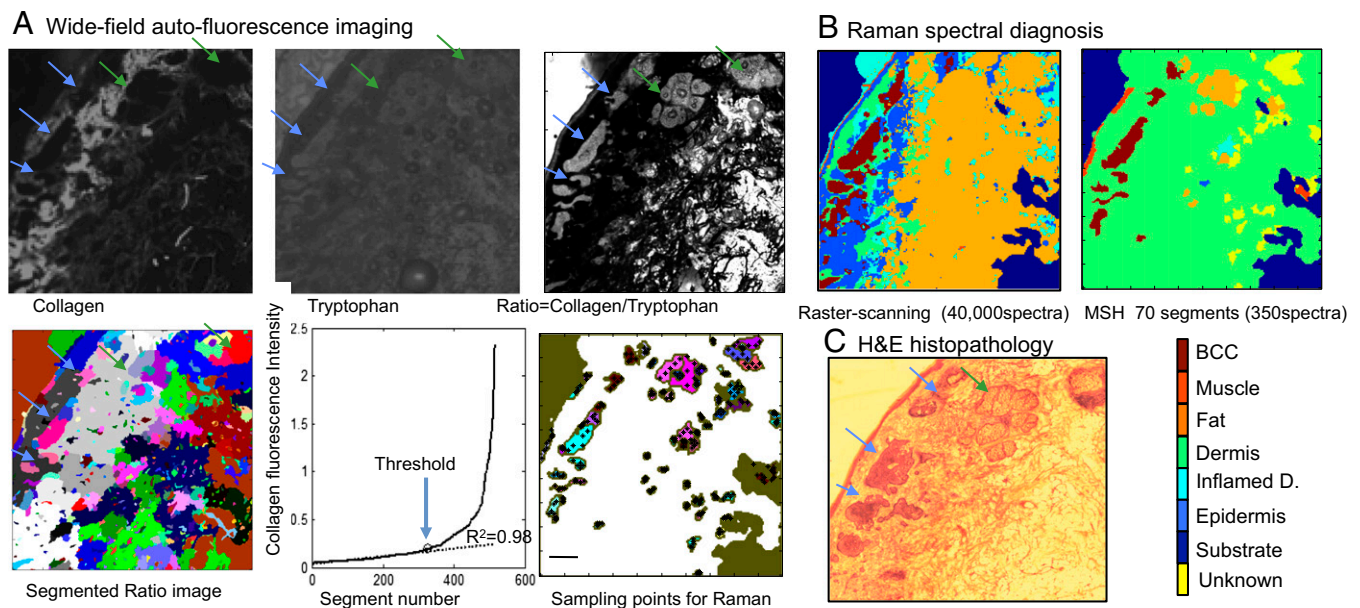 A Wide-field auto-fluorescence imaging
Collagen
Tryptophan
Ratio=Collagen/Tryptophan
Segmented Ratio image
Collagen fluorescence Intensity
2.5
2
1.5
1
0.5
0
Threshold
R²=0.98
0 200 400 600
Segment number
Sampling points for Raman
B Raman spectral diagnosis
Raster-scanning (40,000spectra)
MSH 70 segments (350spectra)
C H&E histopathology
BCC
Muscle
Fat
Dermis
Inflamed D.
Epidermis
Substrate
Unknown